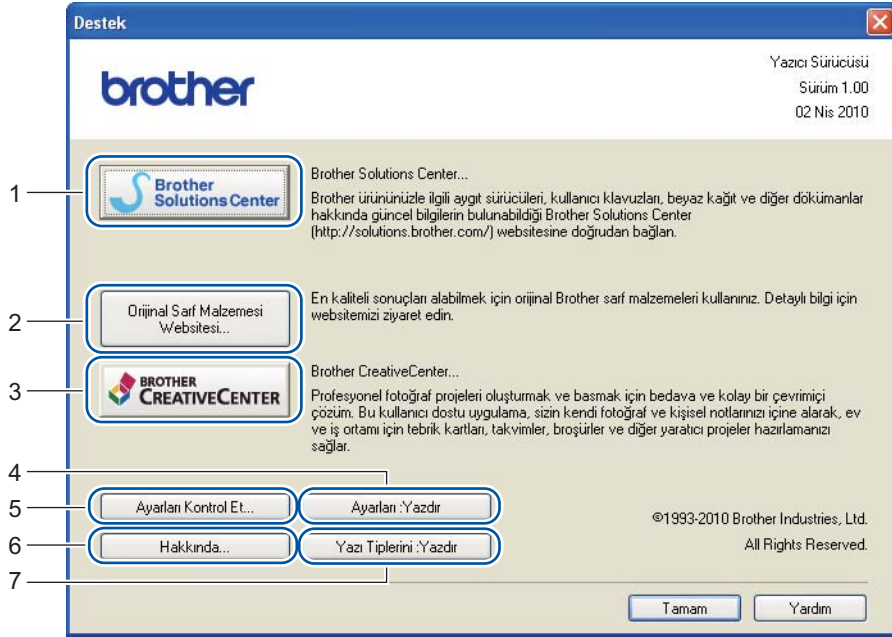 Destek
brother
Yazıcı Sürücüsü
Sürüm 1.00
02 Nis 2010
1
Brother
Solutions Center
Brother Solutions Center...
Brother ürününüzle ilgili aygıt sürücüleri, kullanıcı klavuzları, beyaz kağıt ve diğer dökümanlar
hakkında güncel bilgilerin bulunabildiği Brother Solutions Center
(http://solutions.brother.com/) websitesine doğrudan bağlan.
2
Orijinal Sarf Malzemesi
Websitesi...
En kaliteli sonuçları alabilmek için orijinal Brother sarf malzemeleri kullanınız. Detaylı bilgi için
websitemizi ziyaret edin.
3
BROTHER
CREATIVECENTER
Brother CreativeCenter...
Profesyonel fotoğraf projeleri oluşturmak ve basmak için bedava ve kolay bir çevrimiçi
çözüm. Bu kullanıcı dostu uygulama, sizin kendi fotoğraf ve kişisel notlarınızı içine alarak, ev
ve iş ortamı için tebrik kartları, takvimler, broşürler ve diğer yaratıcı projeler hazırlamanızı
sağlar.
4
5
Ayarları Kontrol Et...
Ayarları :Yazdır
©1993-2010 Brother Industries, Ltd.
6
Hakkında...
Yazı Tiplerini :Yazdır
All Rights Reserved.
7
Tamam
Yardım